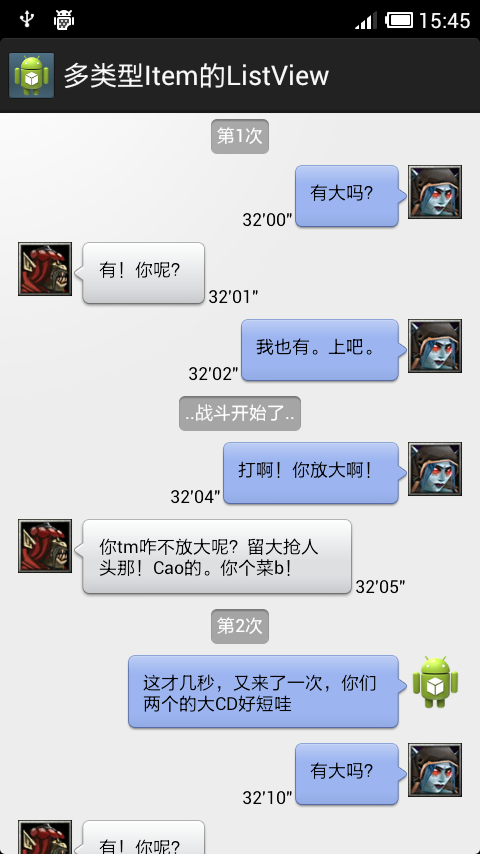 15:45
多类型Item的ListView
第1次
有大吗？
32'00"
有！你呢？
32'01"
我也有。上吧。
32'02"
..战斗开始了..
打啊！你放大啊！
32'04"
你tm咋不放大呢？留大抢人
头那！Cao的。你个菜b！
32'05"
第2次
这才几秒，又来了一次，你们
两个的大CD好短哇
有大吗？
32'10"
有！你呢？